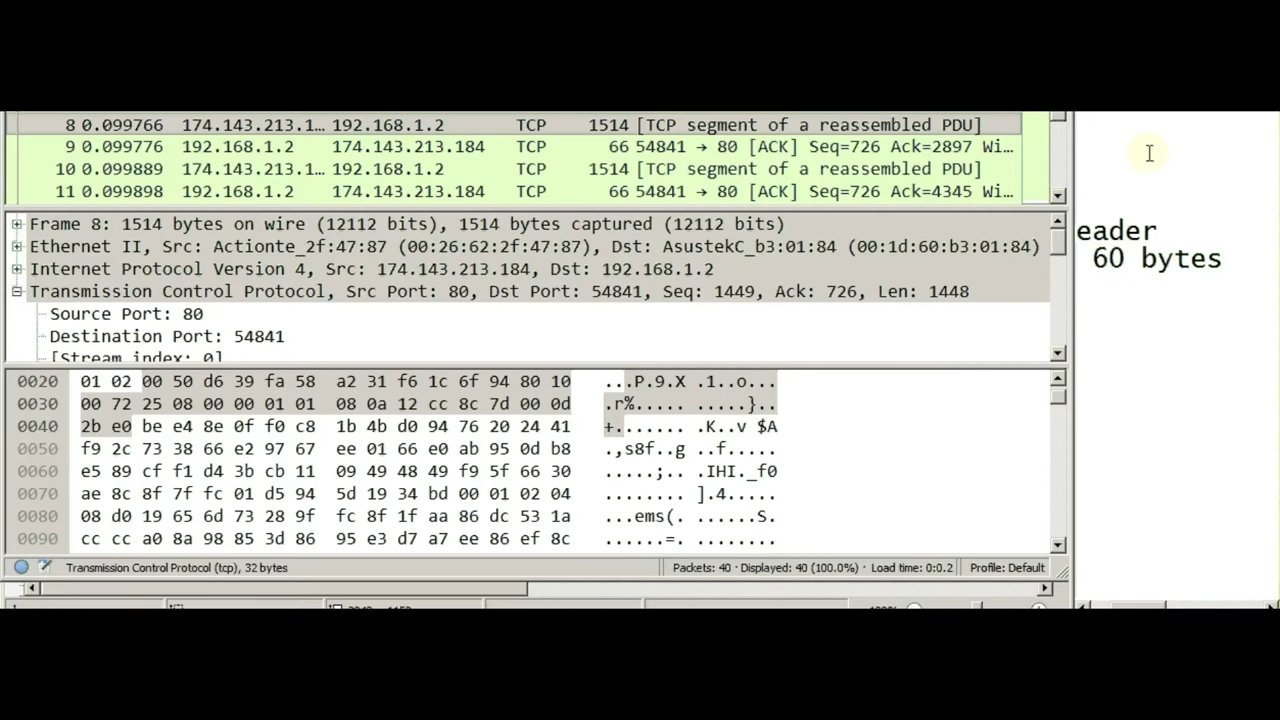 8 0.099766 174.143.213.1… 192.168.1.2 TCP 1514 [TCP segment of a reassembled PDU]
9 0.099776 192.168.1.2 174.143.213.184 TCP 66 54841 → 80 [ACK] Seq=726 Ack=2897 Wi…
10 0.099889 174.143.213.1… 192.168.1.2 TCP 1514 [TCP segment of a reassembled PDU]
11 0.099898 192.168.1.2 174.143.213.184 TCP 66 54841 → 80 [ACK] Seq=726 Ack=4345 Wi…
Frame 8: 1514 bytes on wire (12112 bits), 1514 bytes captured (12112 bits)
Ethernet II, Src: Actionte_2f:47:87 (00:26:62:2f:47:87), Dst: AsustekC_b3:01:84 (00:1d:60:b3:01:84)
Internet Protocol Version 4, Src: 174.143.213.184, Dst: 192.168.1.2
Transmission Control Protocol, Src Port: 80, Dst Port: 54841, Seq: 1449, Ack: 726, Len: 1448
Source Port: 80
Destination Port: 54841
[Stream index: 0]
0020 01 02 00 50 d6 39 fa 58 a2 31 f6 1c 6f 94 80 10 ...P.9.X .1..o...
0030 00 72 25 08 00 00 01 01 08 0a 12 cc 8c 7d 00 0d .r%..... .....}..
0040 2b e0 be e4 8e 0f f0 c8 1b 4b d0 94 76 20 24 41 +....... .K..v $A
0050 f9 2c 73 38 66 e2 97 67 ee 01 66 e0 ab 95 0d b8 .,s8f..g ..f.....
0060 e5 89 cf f1 d4 3b cb 11 09 49 48 49 f9 5f 66 30 .....;.. .IHI._f0
0070 ae 8c 8f 7f fc 01 d5 94 5d 19 34 bd 00 01 02 04 ........ ].4.....
0080 08 d0 19 65 6d 73 28 9f fc 8f 1f aa 86 dc 53 1a ...ems(. ......S.
0090 cc cc a0 8a 98 85 3d 86 95 e3 d7 a7 ee 86 ef 8c ......=. ........
Transmission Control Protocol (tcp), 32 bytes Packets: 40 · Displayed: 40 (100.0%) · Load time: 0:0.2 Profile: Default
eader
60 bytes